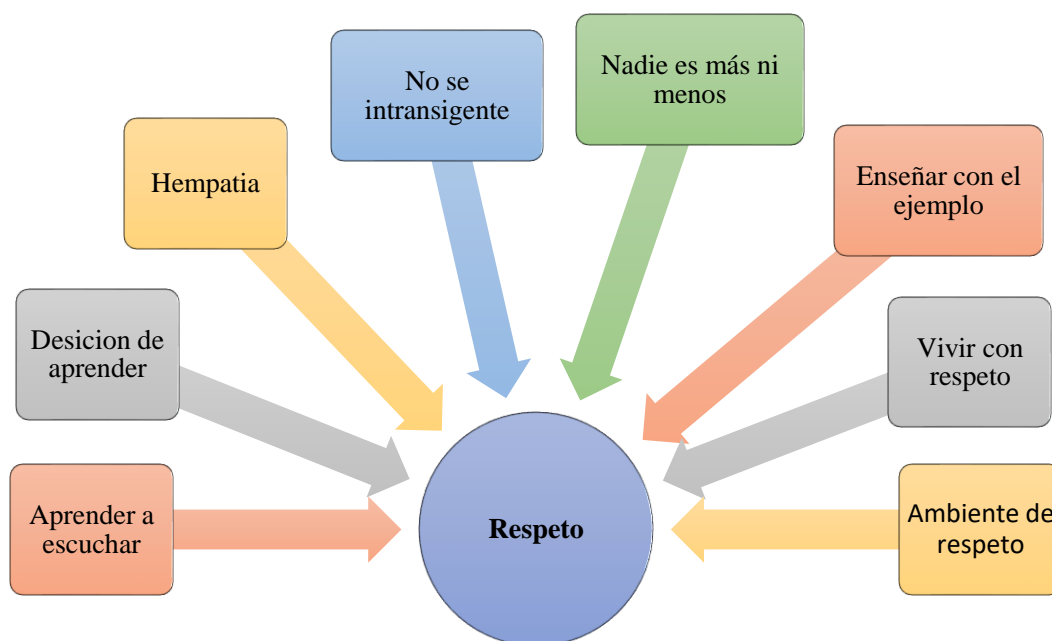 Nadie es más ni
menos
No se
intransigente
Enseñar con el
ejemplo
Hempatia
Desicion de
aprender
Vivir con
respeto
Aprender a
escuchar
Respeto
Ambiente de
respeto